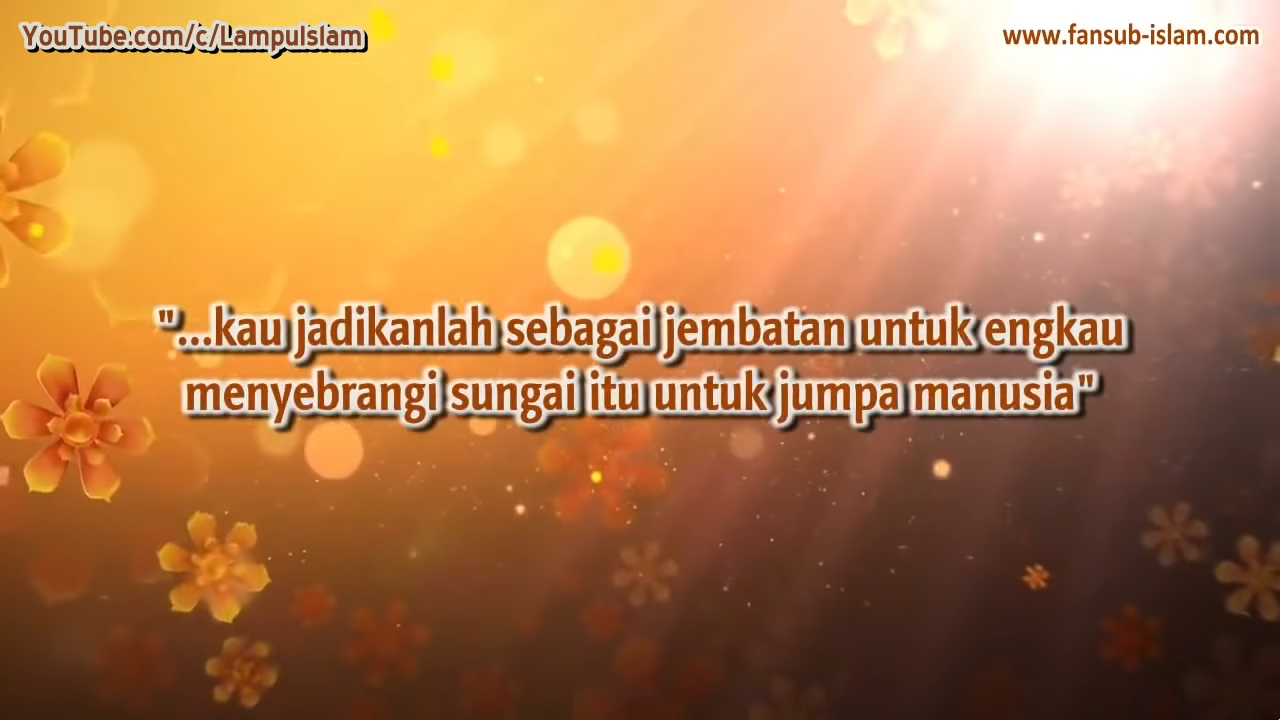 YouTube.com/c/LampuIslam
www.fansub-islam.com
"...kau jadikanlah sebagai jembatan untuk engkau
menyebrangi sungai itu untuk jumpa manusia"